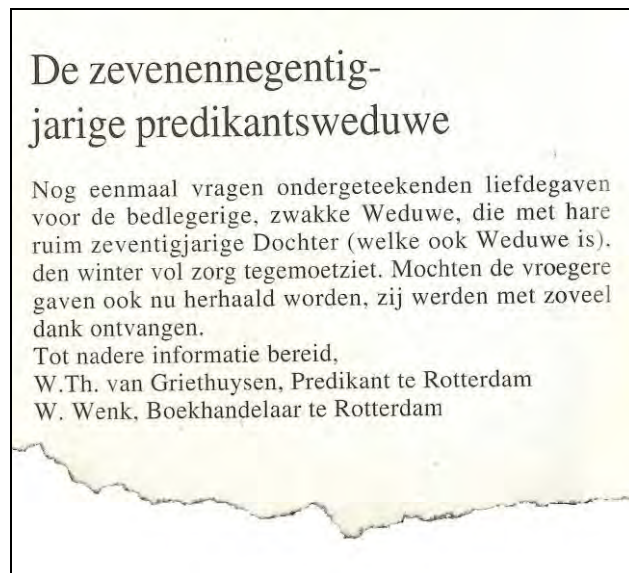 De zevenennegentig-
jarige predikantsweduwe
Nog eenmaal vragen ondergeteekenden liefdegaven
voor de bedlegerige, zwakke Weduwe, die met hare
ruim zeventigjarige Dochter (welke ook Weduwe is),
den winter vol zorg tegemoetziet. Mochten de vroegere
gaven ook nu herhaald worden, zij werden met zoveel
dank ontvangen.
Tot nadere informatie bereid,
W.Th. van Griethuysen, Predikant te Rotterdam
W. Wenk, Boekhandelaar te Rotterdam